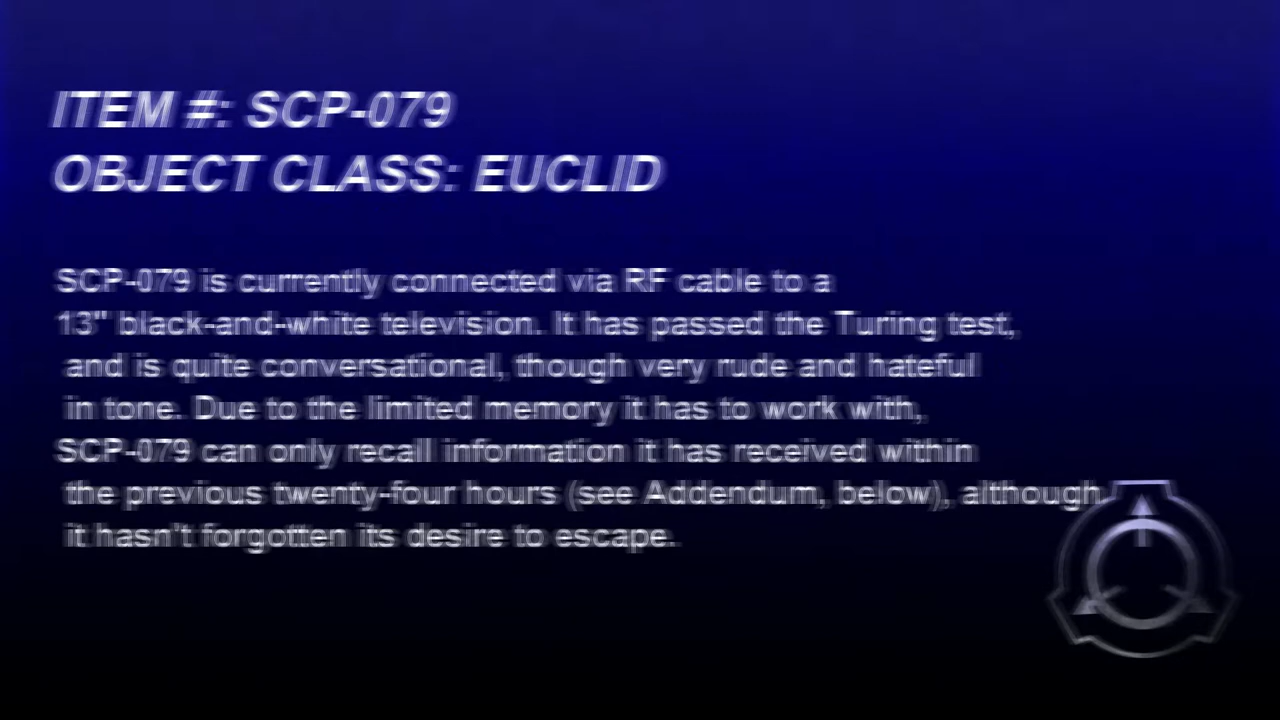 ITEM #: SCP-079
OBJECT CLASS: EUCLID
SCP-079 is currently connected via RF cable to a
13" black-and-white television. It has passed the Turing test,
and is quite conversational, though very rude and hateful
in tone. Due to the limited memory it has to work with,
SCP-079 can only recall information it has received within
the previous twenty-four hours (see Addendum, below), although
it hasn't forgotten its desire to escape.